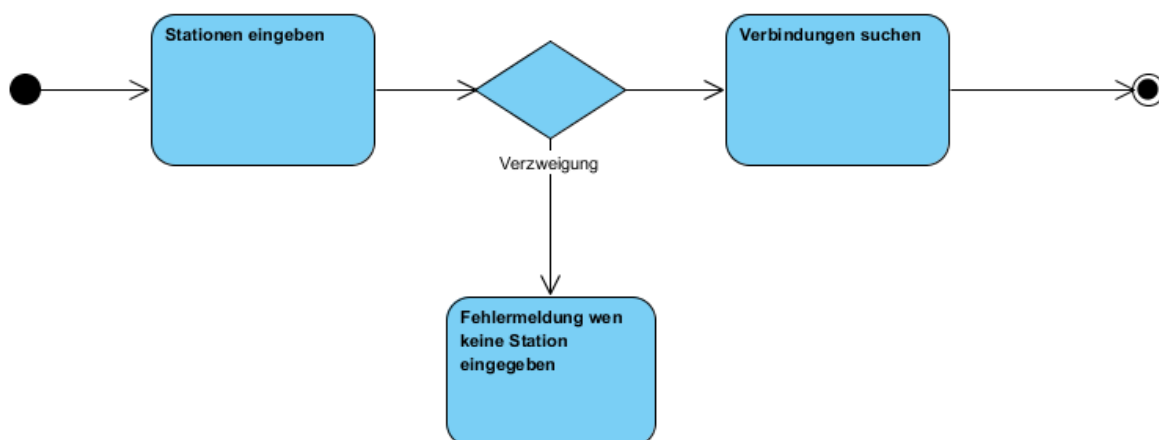 Stationen eingeben
Verbindungen suchen
Verzweigung
Fehlermeldung wen
keine Station
eingegeben